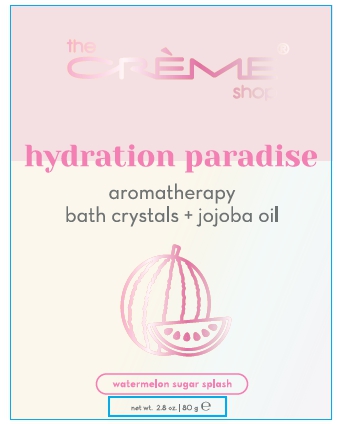 the
CRÈME®
shop
hydration paradise
aromatherapy
bath crystals + jojoba oil
watermelon sugar splash
net wt. 2.8 oz. | 80 g ℮